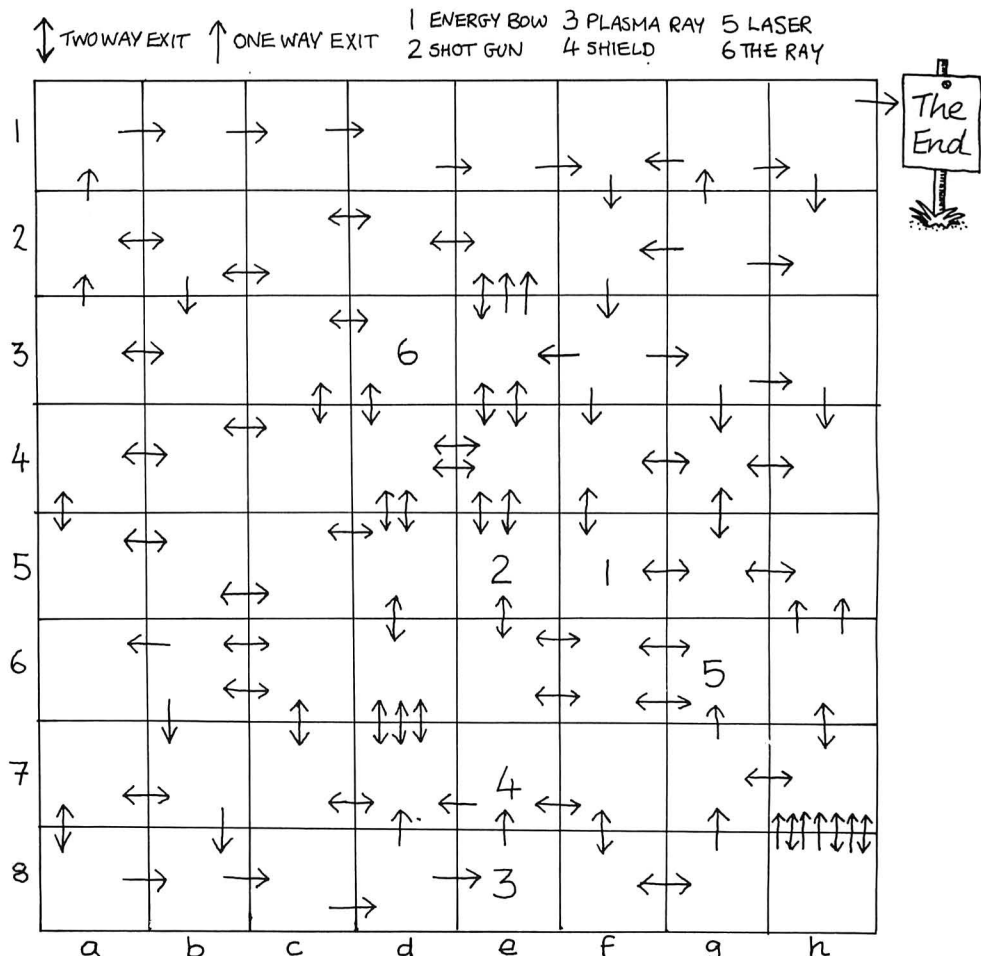 TWO WAY EXIT ONE WAY EXIT 1 ENERGY BOW 3 PLASMA RAY 5 LASER
2 SHOT GUN 4 SHIELD 6 THE RAY
The
End
1
2
3
6
4
5
2 1
6
5
7
4
8
3
a b c d e f g h